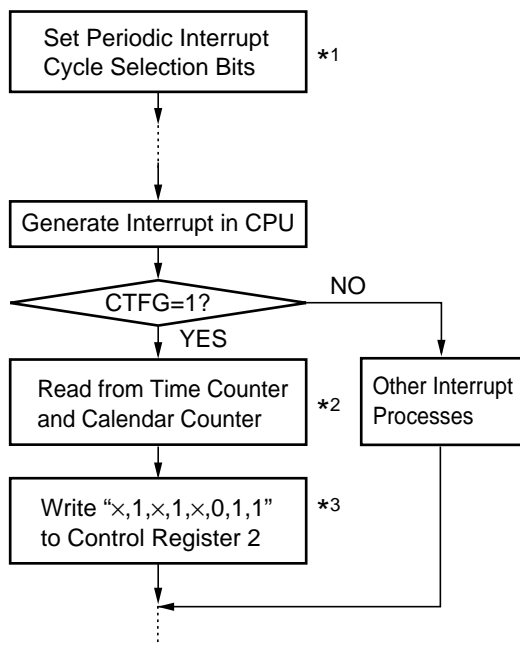 Set Periodic Interrupt
Cycle Selection Bits
*1
Generate Interrupt in CPU
CTFG=1?
NO
YES
Read from Time Counter
and Calendar Counter
*2
Other Interrupt
Processes
Write “×,1,×,1,×,0,1,1”
to Control Register 2
*3